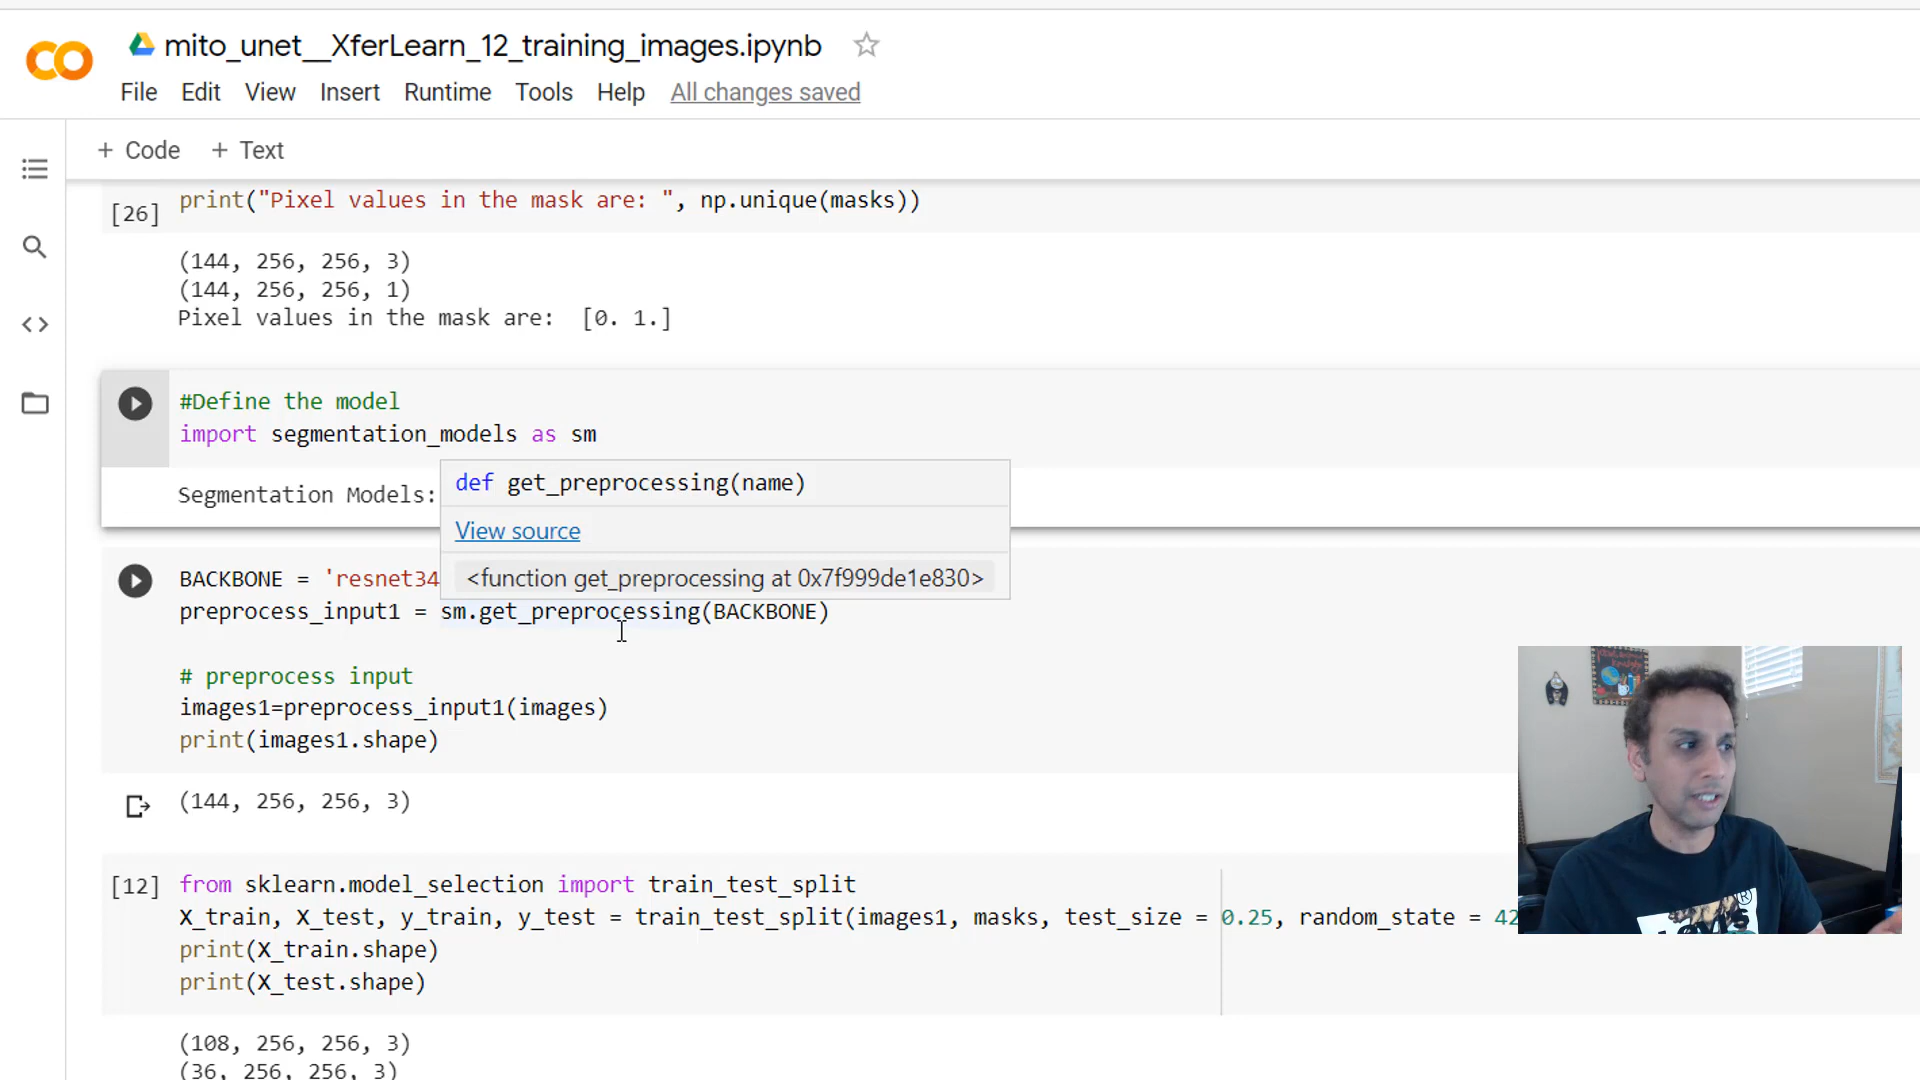 mito_unet__XferLearn_12_training_images.ipynb
File Edit View Insert Runtime Tools Help All changes saved
+ Code + Text
[26] print("Pixel values in the mask are: ", np.unique(masks))
(144, 256, 256, 3)
(144, 256, 256, 1)
Pixel values in the mask are:  [0. 1.]
#Define the model
import segmentation_models as sm
Segmentation Models:
def get_preprocessing(name)
View source
<function get_preprocessing at 0x7f999de1e830>
BACKBONE = 'resnet34
preprocess_input1 = sm.get_preprocessing(BACKBONE)
# preprocess input
images1=preprocess_input1(images)
print(images1.shape)
(144, 256, 256, 3)
[12] from sklearn.model_selection import train_test_split
X_train, X_test, y_train, y_test = train_test_split(images1, masks, test_size = 0.25, random_state = 42
print(X_train.shape)
print(X_test.shape)
(108, 256, 256, 3)
(36, 256, 256, 3)